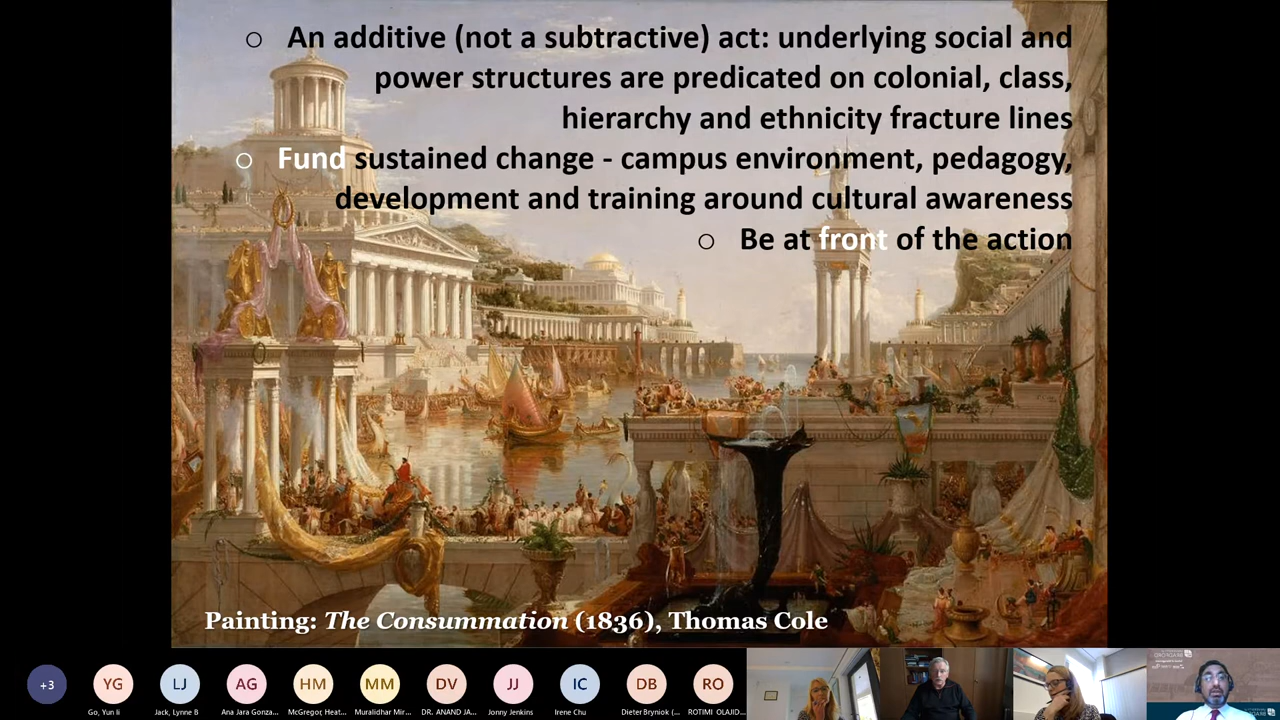 ○ An additive (not a subtractive) act: underlying social and
power structures are predicated on colonial, class,
hierarchy and ethnicity fracture lines
○ Fund sustained change - campus environment, pedagogy,
development and training around cultural awareness
○ Be at front of the action
Painting: The Consummation (1836), Thomas Cole
+3 YG LJ AG HM MM DV JJ IC DB RO
Go, Yun li Jack, Lynne B Ana Jara Gonza... McGregor, Heat... Muralidhar Mir... DR. ANAND JA... Jonny Jenkins Irene Chu Dieter Bryniok (... ROTIMI OLAJID...